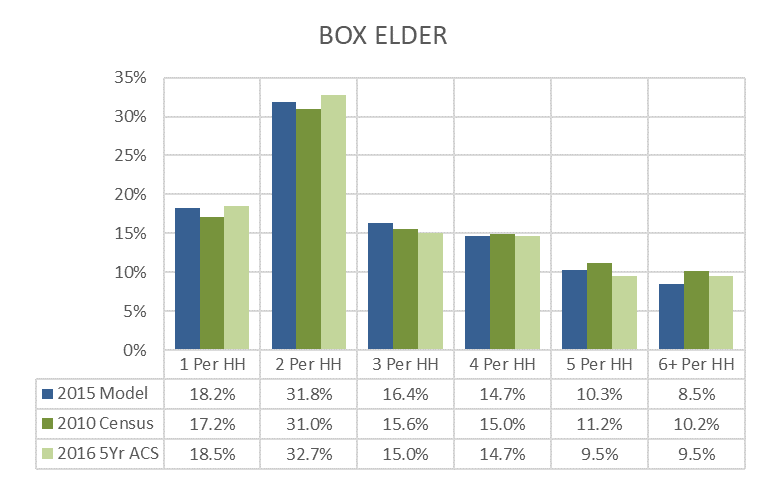 BOX ELDER
35%
30%
25%
20%
15%
10%
5%
0%
1 Per HH 2 Per HH 3 Per HH 4 Per HH 5 Per HH 6+ Per HH
2015 Model 18.2% 31.8% 16.4% 14.7% 10.3% 8.5%
2010 Census 17.2% 31.0% 15.6% 15.0% 11.2% 10.2%
2016 5Yr ACS 18.5% 32.7% 15.0% 14.7% 9.5% 9.5%